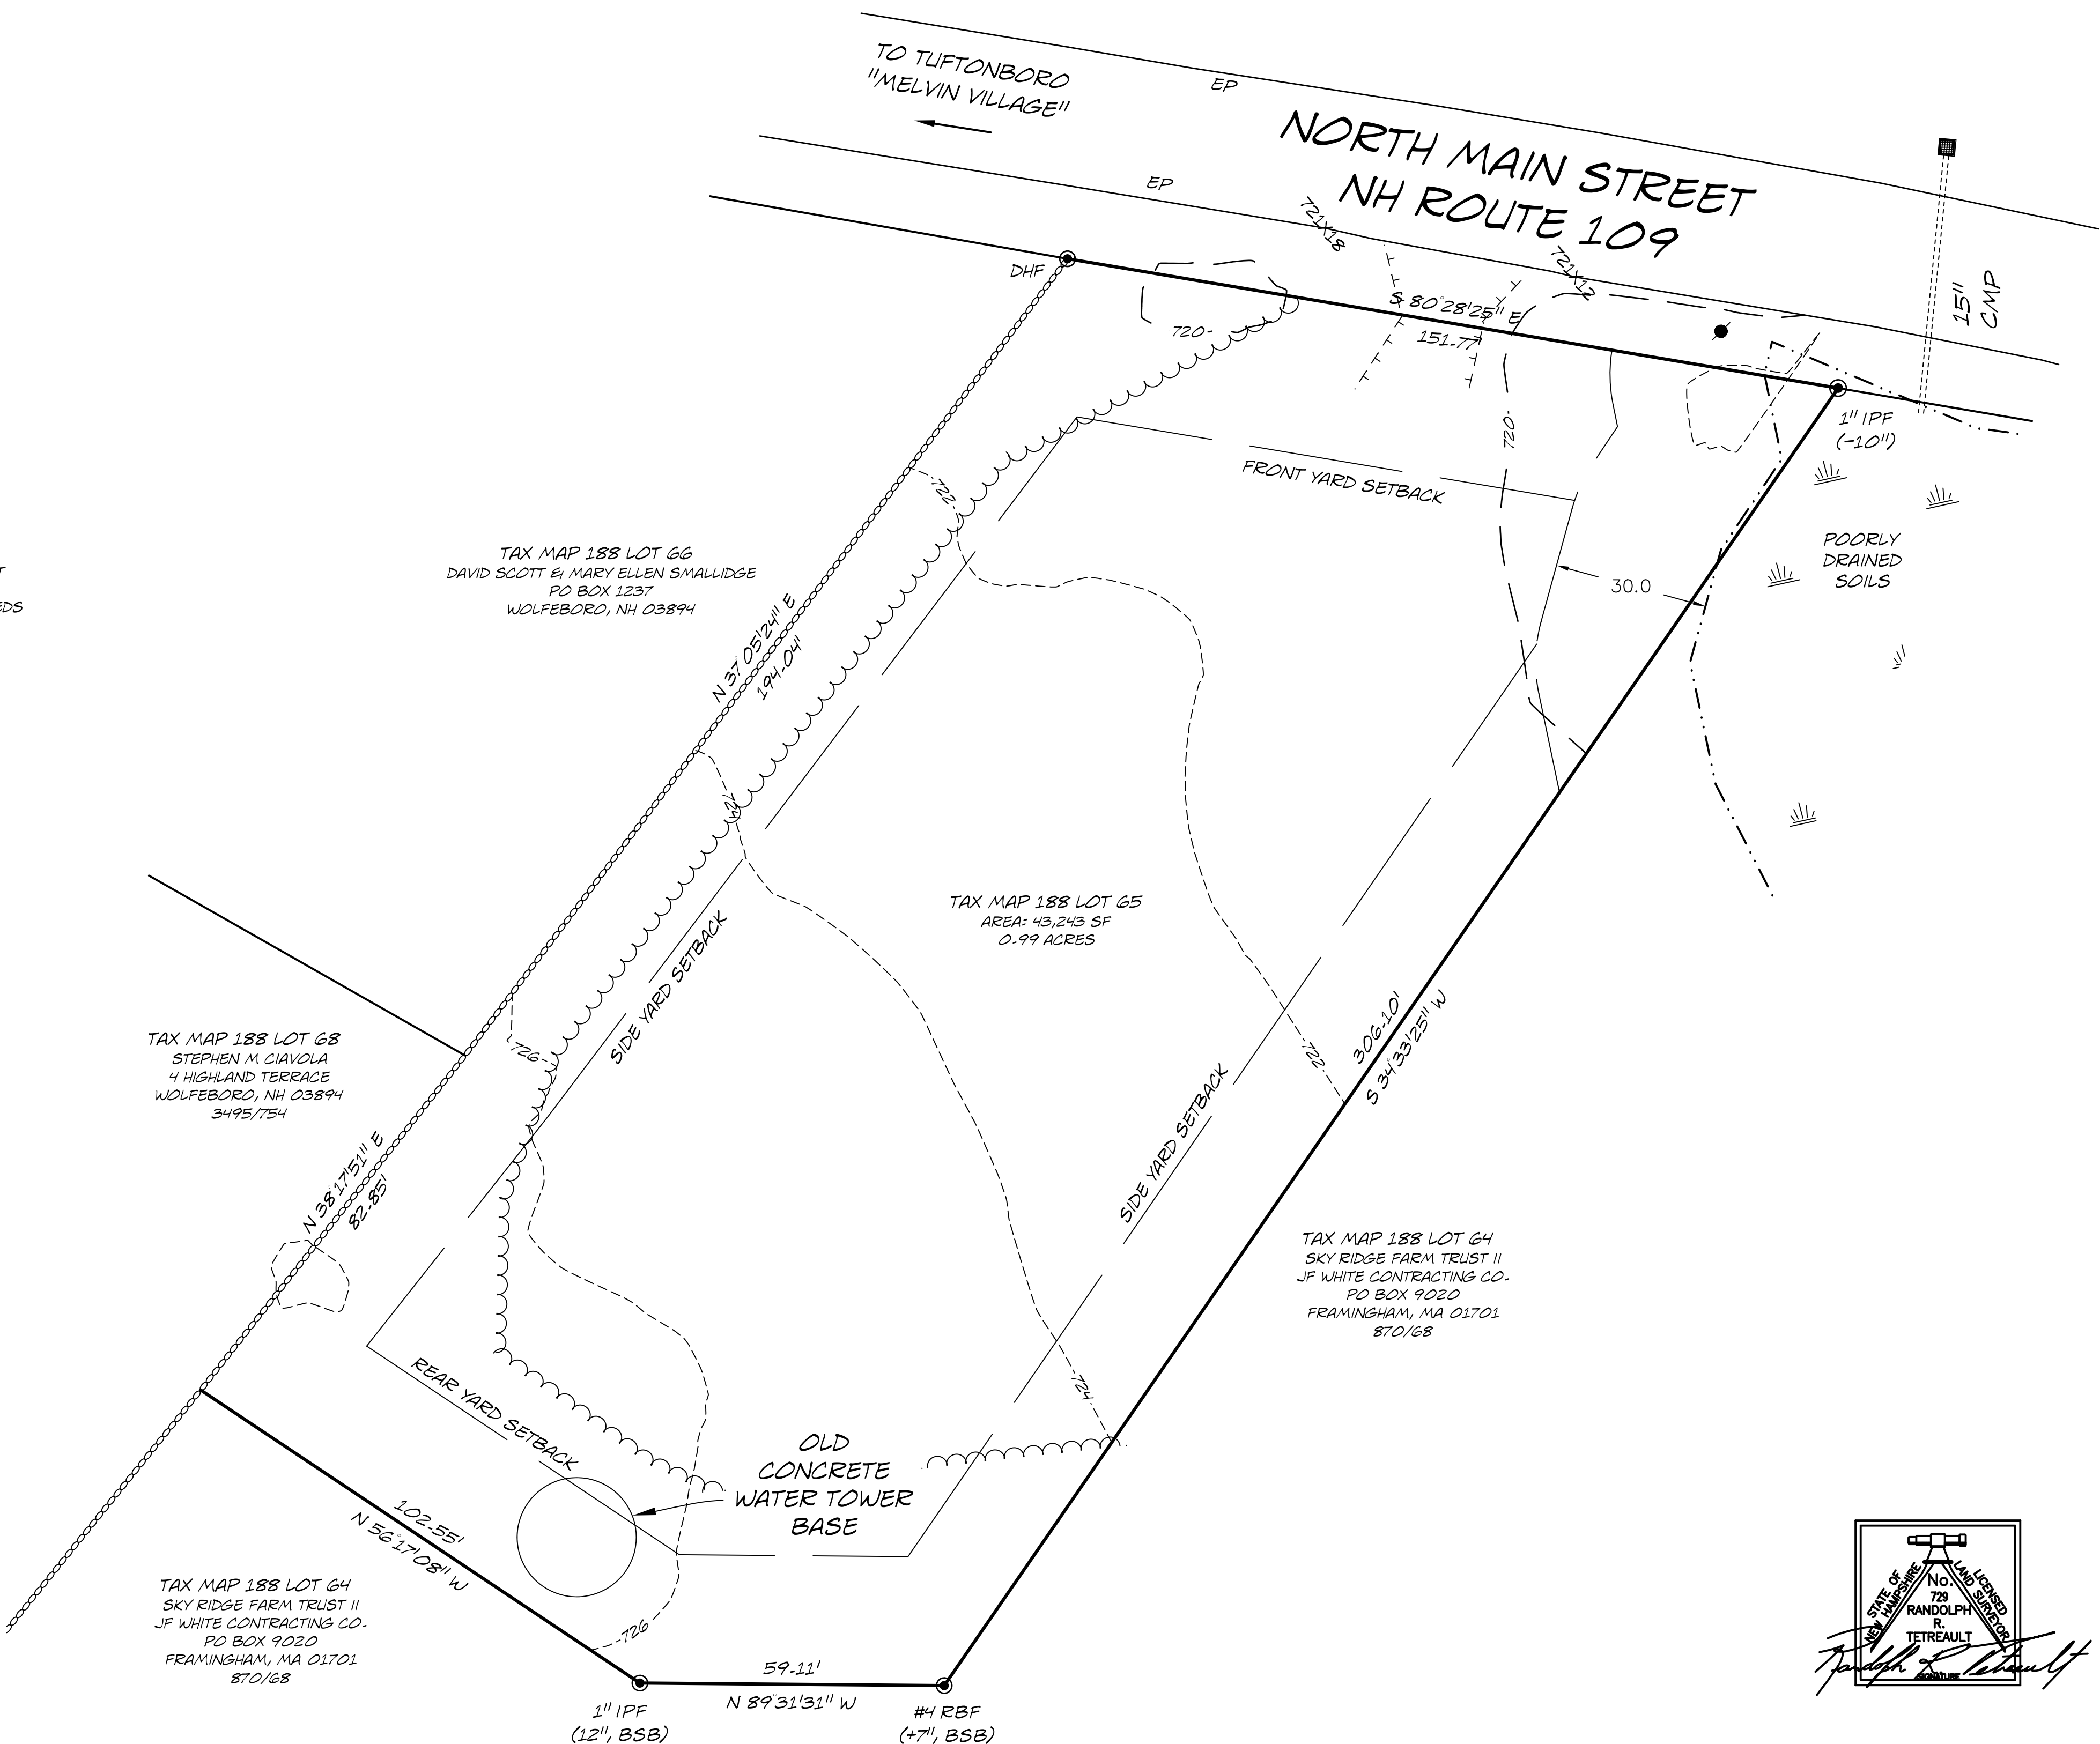 TO TUFTONBORO
"MELVIN VILLAGE"
EP
NORTH MAIN STREET
NH ROUTE 109
EP
15"
CMP
721X18
721X12
DHF
720
S 80°28'25" E
151.77'
1" IPF
(-10")
720
722
FRONT YARD SETBACK
POORLY
DRAINED
SOILS
30.0
EDS
TAX MAP 188 LOT 66
DAVID SCOTT & MARY ELLEN SMALLIDGE
PO BOX 1237
WOLFEBORO, NH 03894
N 37°05'24" E
194.04'
TAX MAP 188 LOT 65
AREA: 43,243 SF
0.99 ACRES
SIDE YARD SETBACK
306.10'
S 34°33'25" W
722
TAX MAP 188 LOT 68
STEPHEN M CIAVOLA
4 HIGHLAND TERRACE
WOLFEBORO, NH 03894
3495/754
726
SIDE YARD SETBACK
N 38°17'51" E
82.85'
TAX MAP 188 LOT 64
SKY RIDGE FARM TRUST II
JF WHITE CONTRACTING CO.
PO BOX 9020
FRAMINGHAM, MA 01701
870/68
REAR YARD SETBACK
724
OLD
CONCRETE
WATER TOWER
BASE
102.55'
N 56°17'08" W
TAX MAP 188 LOT 64
SKY RIDGE FARM TRUST II
JF WHITE CONTRACTING CO.
PO BOX 9020
FRAMINGHAM, MA 01701
870/68
726
59.11'
N 89°31'31" W
1" IPF
(12", BSB)
#4 RBF
(+7", BSB)
STATE OF
NEW HAMPSHIRE
LICENSED
LAND SURVEYOR
No.
729
RANDOLPH
R.
TETREAULT
Randolph R Tetreault
SIGNATURE